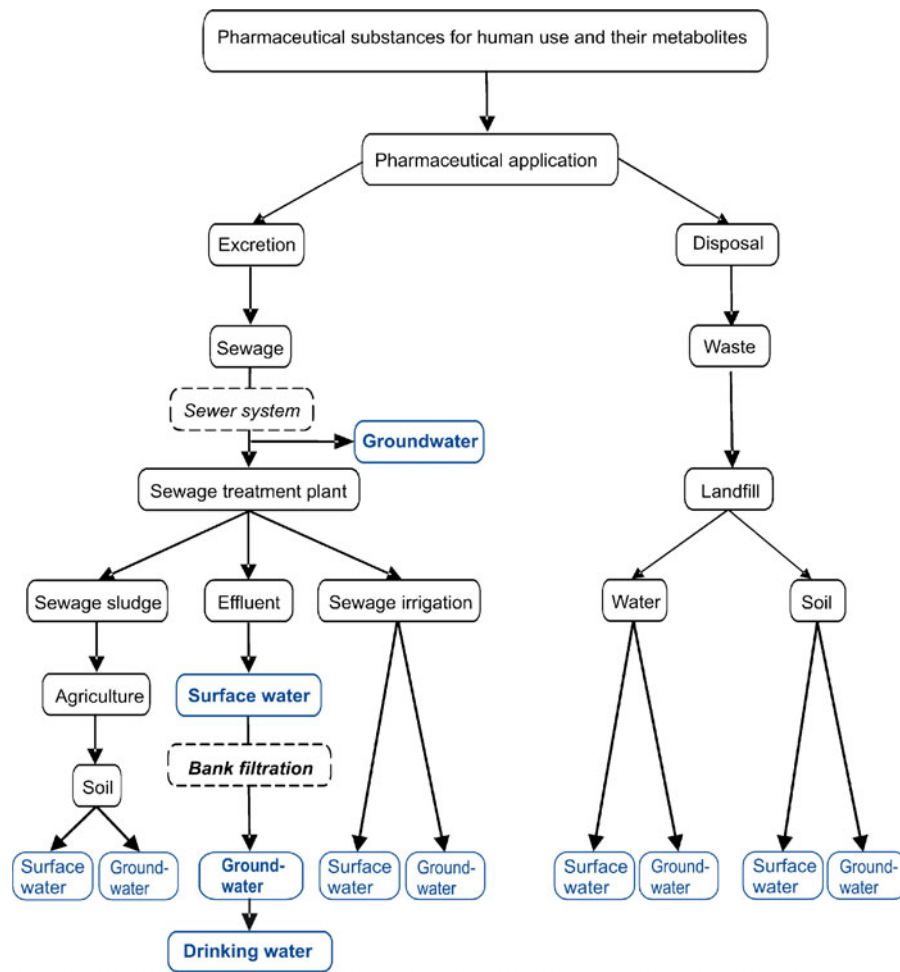 Pharmaceutical substances for human use and their metabolites
Pharmaceutical application
Excretion
Disposal
Sewage
Waste
Sewer system
Groundwater
Sewage treatment plant
Landfill
Sewage sludge
Effluent
Sewage irrigation
Water
Soil
Agriculture
Surface water
Bank filtration
Soil
Surface
water
Ground-
water
Ground-
water
Surface
water
Ground-
water
Surface
water
Ground-
water
Surface
water
Ground-
water
Drinking water